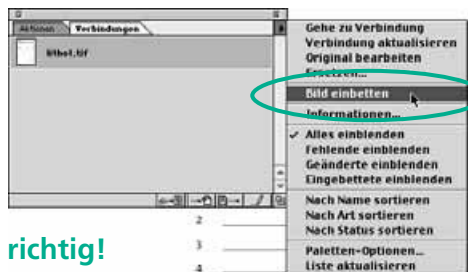 Aktionen Verbindungen
litho1.tif
Gehe zu Verbindung
Verbindung aktualisieren
Original bearbeiten
Ersetzen...
Bild einbetten
Informationen...
✓ Alles einblenden
Fehlende einblenden
Geänderte einblenden
Eingebettete einblenden
Nach Name sortieren
Nach Art sortieren
Nach Status sortieren
Paletten-Optionen...
Liste aktualisieren
2
3
4
richtig!